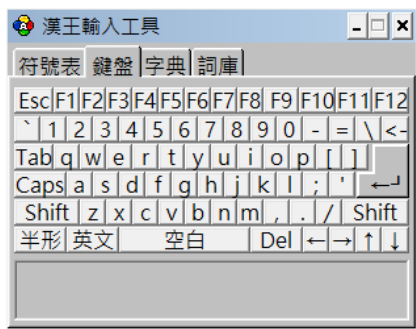 漢王輸入工具
符號表 鍵盤 字典 詞庫
Esc F1 F2 F3 F4 F5 F6 F7 F8 F9 F10 F11 F12
` 1 2 3 4 5 6 7 8 9 0 - = \ <-
Tab q w e r t y u i o p [ ]
Caps a s d f g h j k l ; ' ←┘
Shift z x c v b n m , . / Shift
半形 英文 空白 Del ← → ↑ ↓